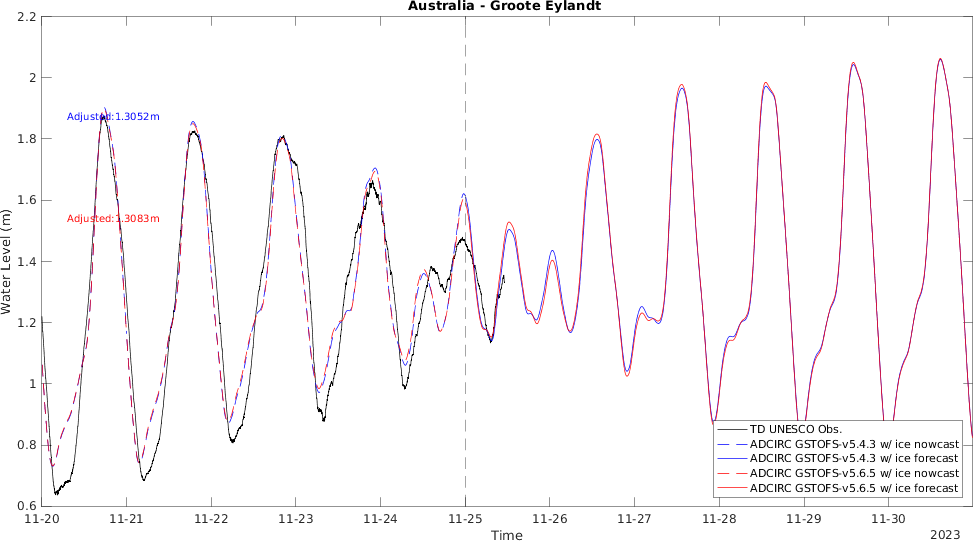 Australia - Groote Eylandt
2.2
2
1.8
1.6
1.4
1.2
1
0.8
0.6
Water Level (m)
Adjusted:1.3052m
Adjusted:1.3083m
TD UNESCO Obs.
ADCIRC GSTOFS-v5.4.3 w/ ice nowcast
ADCIRC GSTOFS-v5.4.3 w/ ice forecast
ADCIRC GSTOFS-v5.6.5 w/ ice nowcast
ADCIRC GSTOFS-v5.6.5 w/ ice forecast
11-20 11-21 11-22 11-23 11-24 11-25 11-26 11-27 11-28 11-29 11-30
Time
2023